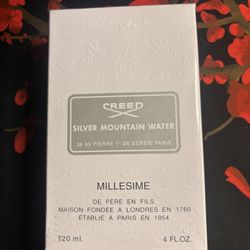 CREED
SILVER MOUNTAIN WATER
38 AV PIERRE 1ᵉʳ DE SERBIE PARIS
MILLESIME
DE PERE EN FILS
MAISON FONDÉE À LONDRES EN 1760
ÉTABLIE À PARIS EN 1854
120 ml. 4 FL.OZ.